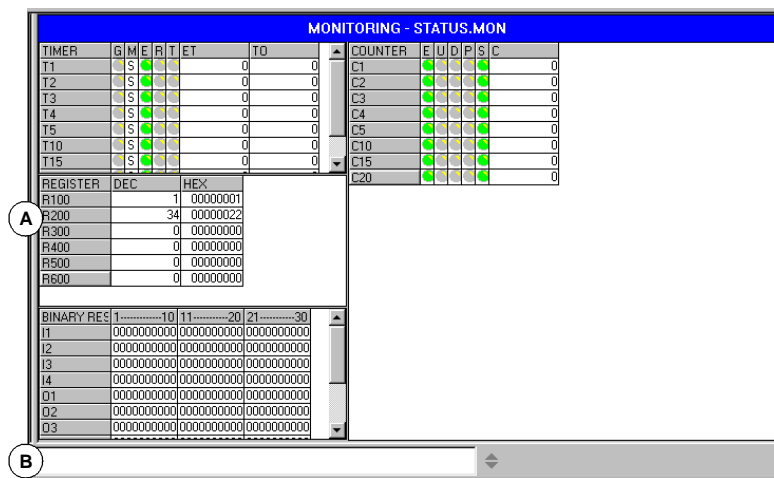 MONITORING - STATUS.MON
TIMER G M E R T ET TO
T1 S 0 0
T2 S 0 0
T3 S 0 0
T4 S 0 0
T5 S 0 0
T10 S 0 0
T15 S 0 0
COUNTER E U D P S C
C1 0
C2 0
C3 0
C4 0
C5 0
C10 0
C15 0
C20 0
REGISTER DEC HEX
R100 1 00000001
R200 34 00000022
R300 0 00000000
R400 0 00000000
R500 0 00000000
R600 0 00000000
A
BINARY RES 1------------10 11----------20 21----------30
I1 0000000000 0000000000 0000000000
I2 0000000000 0000000000 0000000000
I3 0000000000 0000000000 0000000000
I4 0000000000 0000000000 0000000000
O1 0000000000 0000000000 0000000000
O2 0000000000 0000000000 0000000000
O3 0000000000 0000000000 0000000000
B